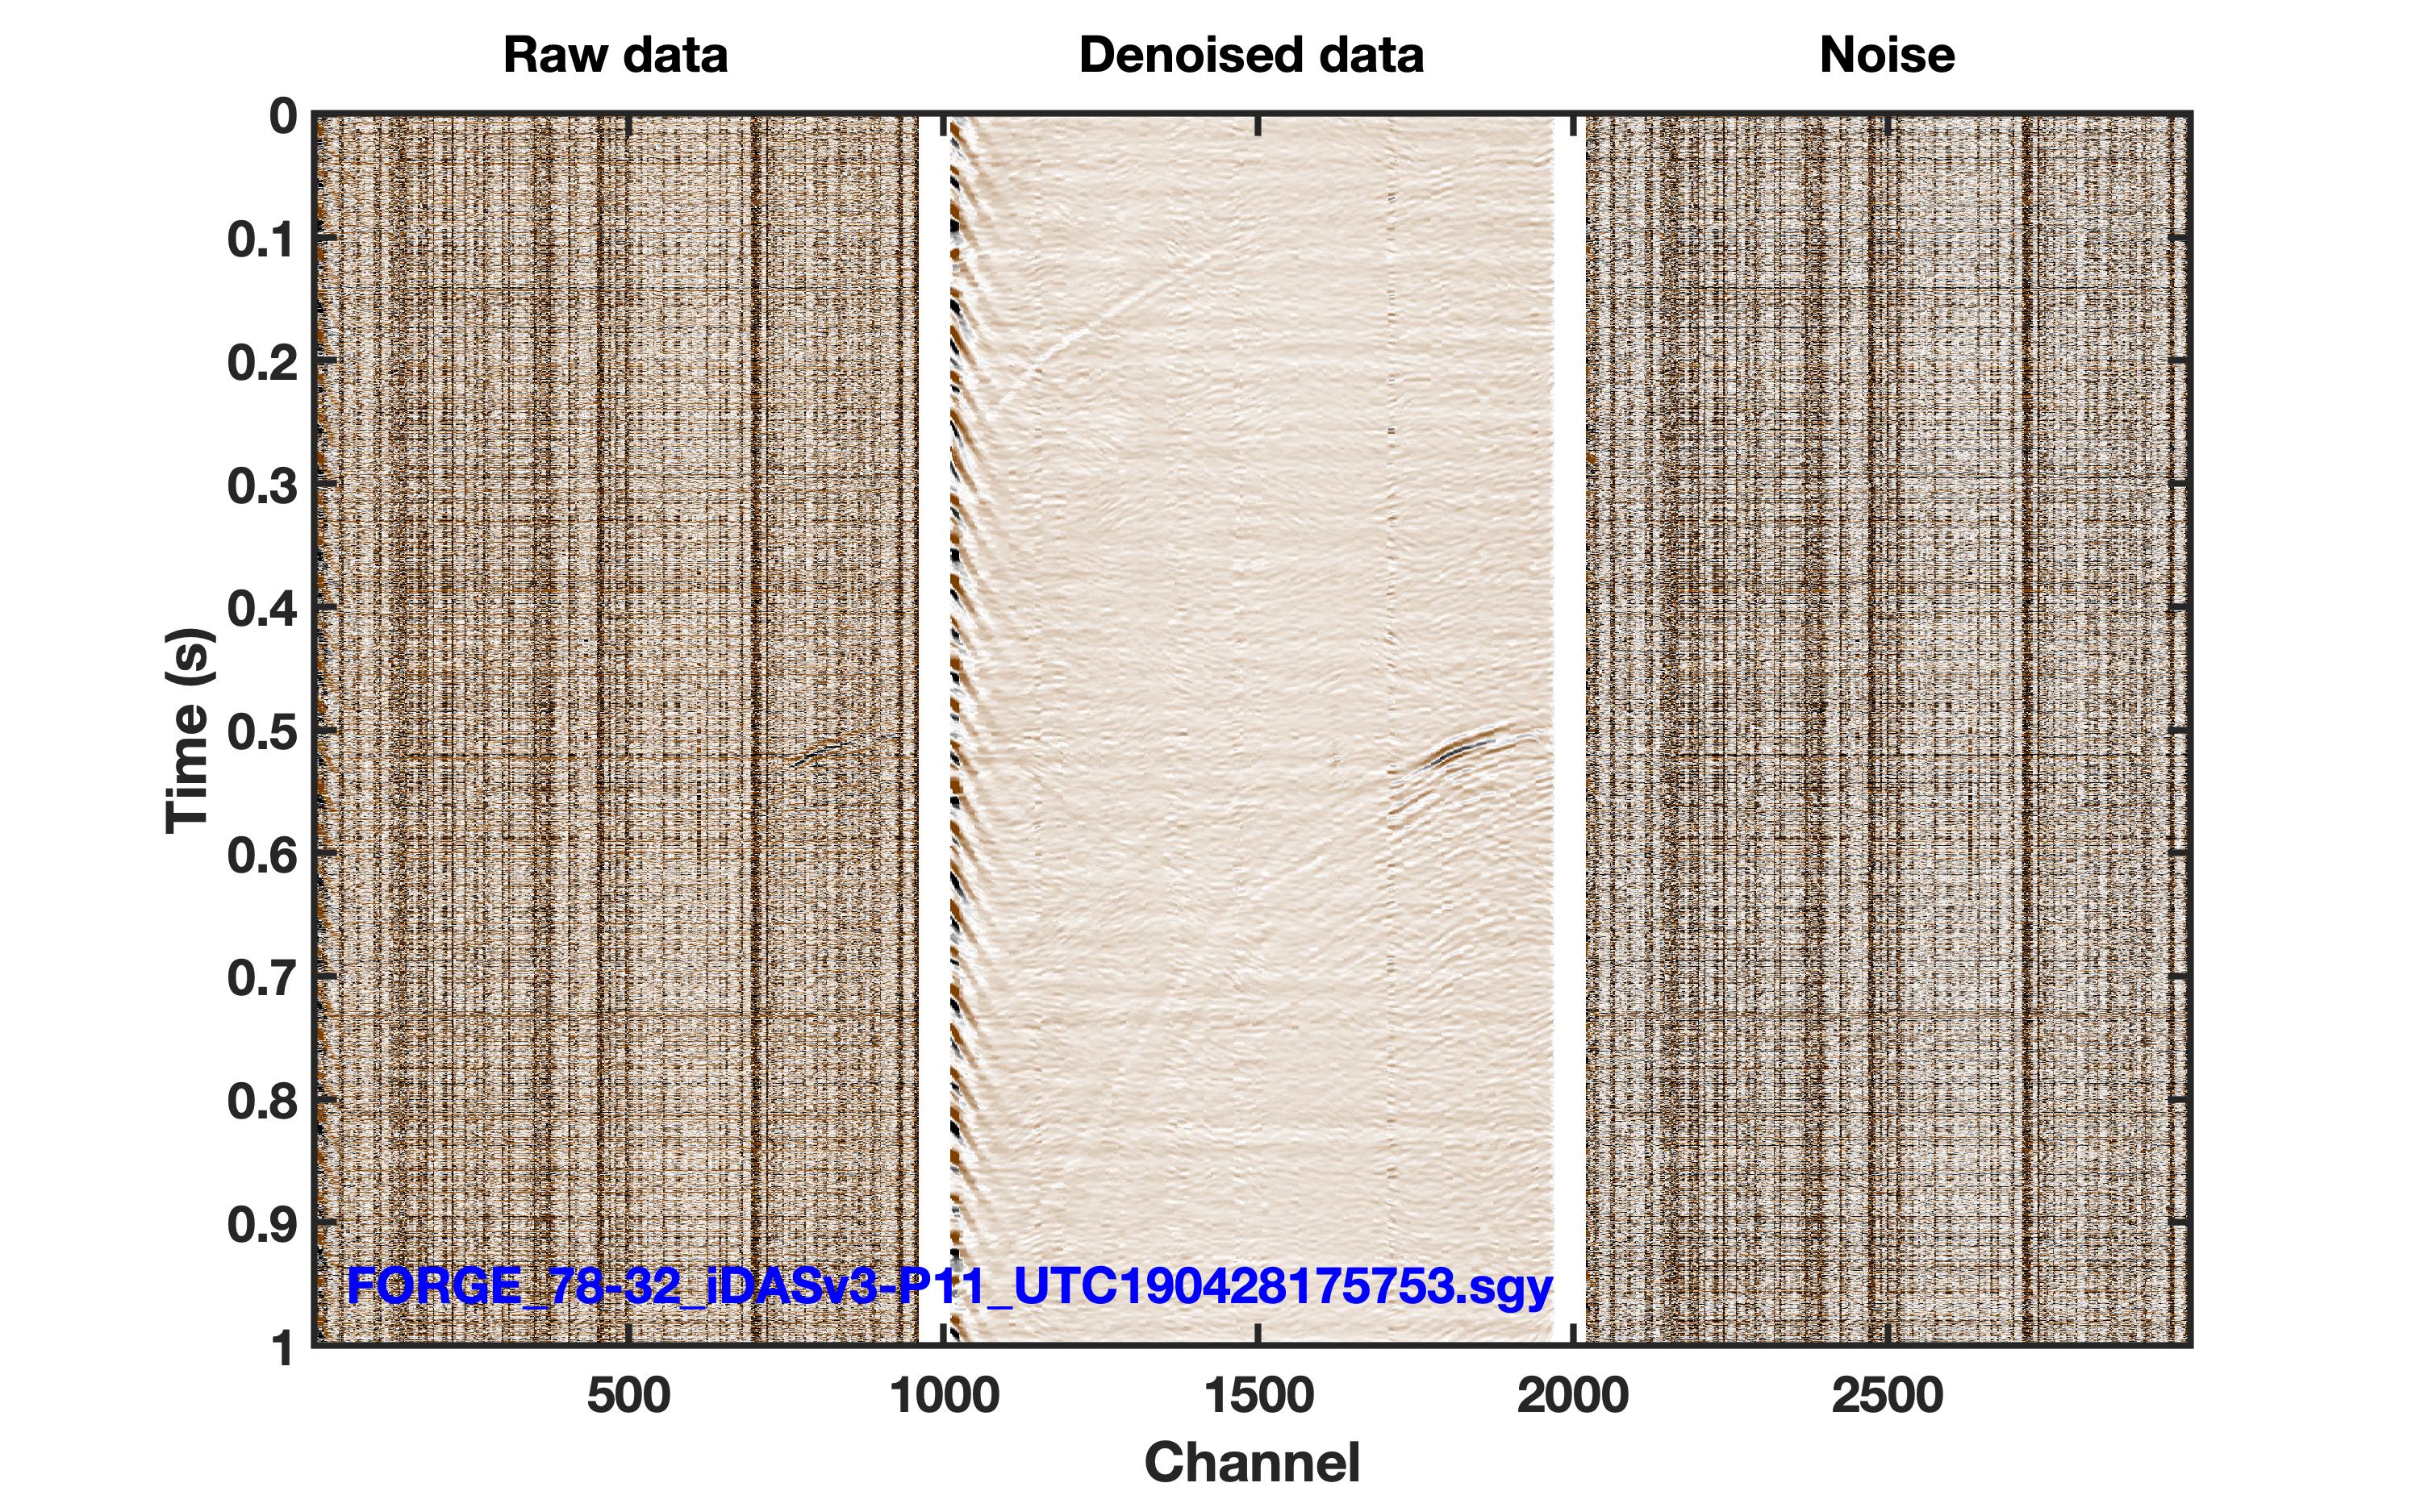 Raw data Denoised data Noise
0
0.1
0.2
0.3
0.4
0.5
0.6
0.7
0.8
0.9
1
Time (s)
FORGE_78-32_iDASv3-P11_UTC190428175753.sgy
500 1000 1500 2000 2500
Channel